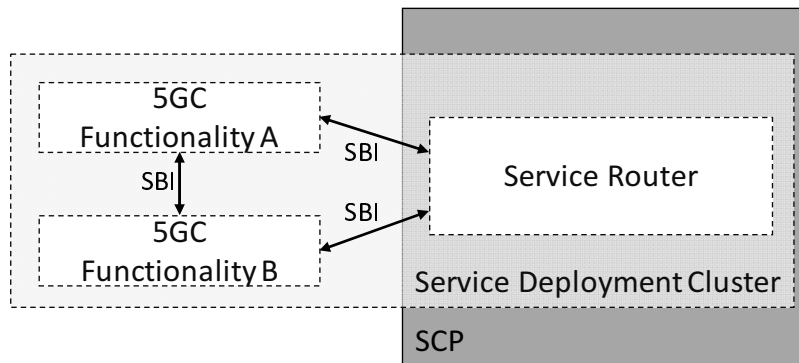 5GC
Functionality A
SBI
SBI
Service Router
SBI
5GC
Functionality B
Service Deployment Cluster
SCP